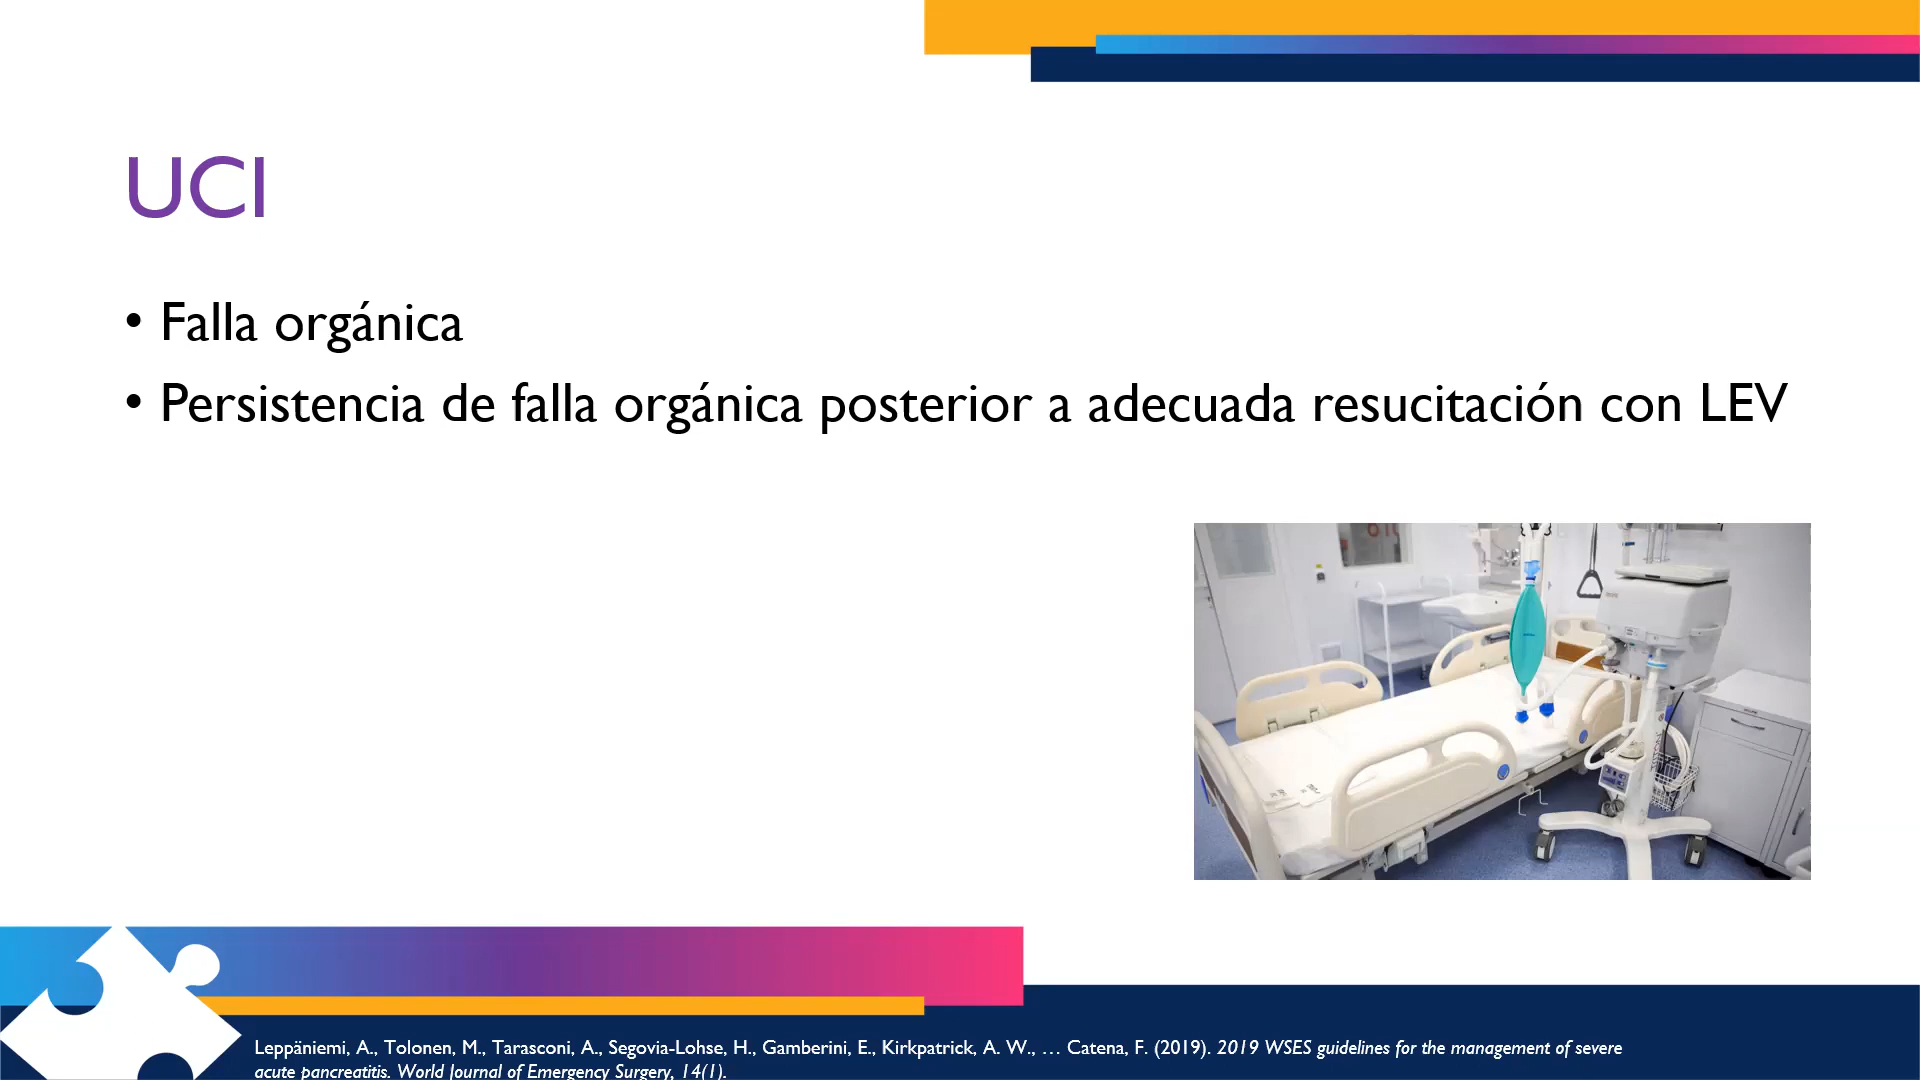 UCI
• Falla orgánica
• Persistencia de falla orgánica posterior a adecuada resucitación con LEV
Leppäniemi, A., Tolonen, M., Tarasconi, A., Segovia-Lohse, H., Gamberini, E., Kirkpatrick, A. W., … Catena, F. (2019). 2019 WSES guidelines for the management of severe
acute pancreatitis. World Journal of Emergency Surgery, 14(1).